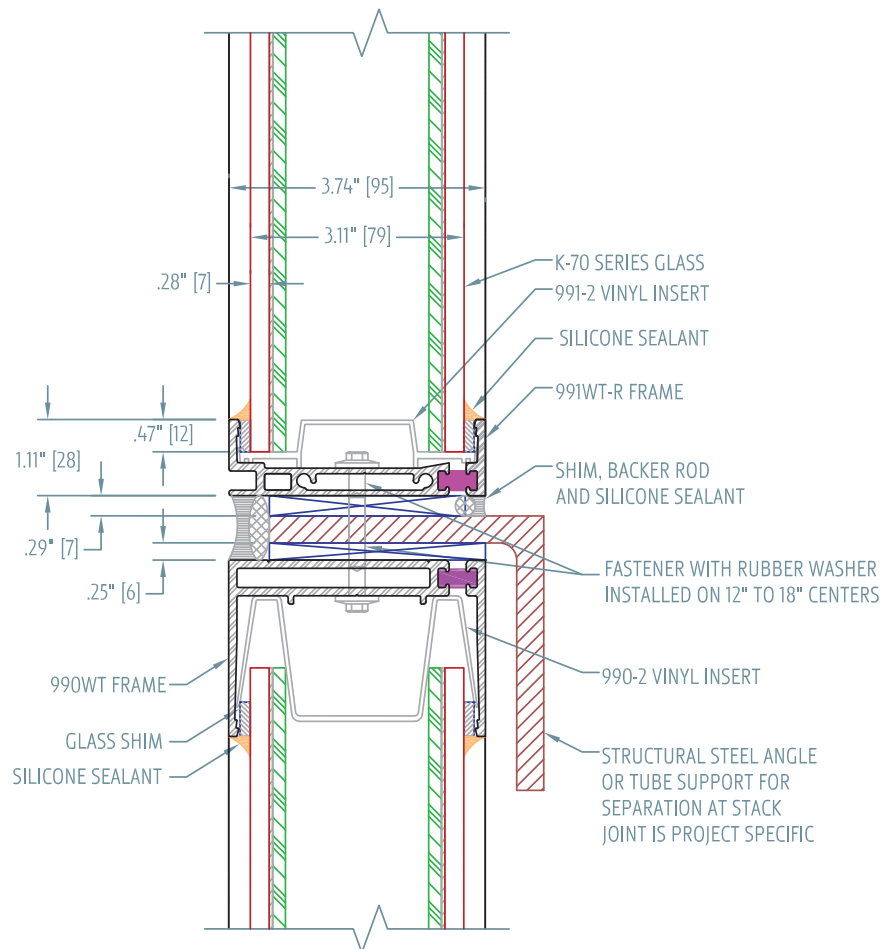 3.74" [95]
3.11" [79]
.28" [7]
K-70 SERIES GLASS
991-2 VINYL INSERT
SILICONE SEALANT
991WT-R FRAME
.47" [12]
1.11" [28]
SHIM, BACKER ROD
AND SILICONE SEALANT
.29" [7]
.25" [6]
FASTENER WITH RUBBER WASHER
INSTALLED ON 12" TO 18" CENTERS
990-2 VINYL INSERT
990WT FRAME
GLASS SHIM
SILICONE SEALANT
STRUCTURAL STEEL ANGLE
OR TUBE SUPPORT FOR
SEPARATION AT STACK
JOINT IS PROJECT SPECIFIC